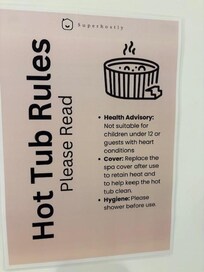 Superhostly
Hot Tub Rules
Please Read
• Health Advisory:
Not suitable for
children under 12 or
guests with heart
conditions
• Cover: Replace the
spa cover after use
to retain heat and
to help keep the hot
tub clean.
• Hygiene: Please
shower before use